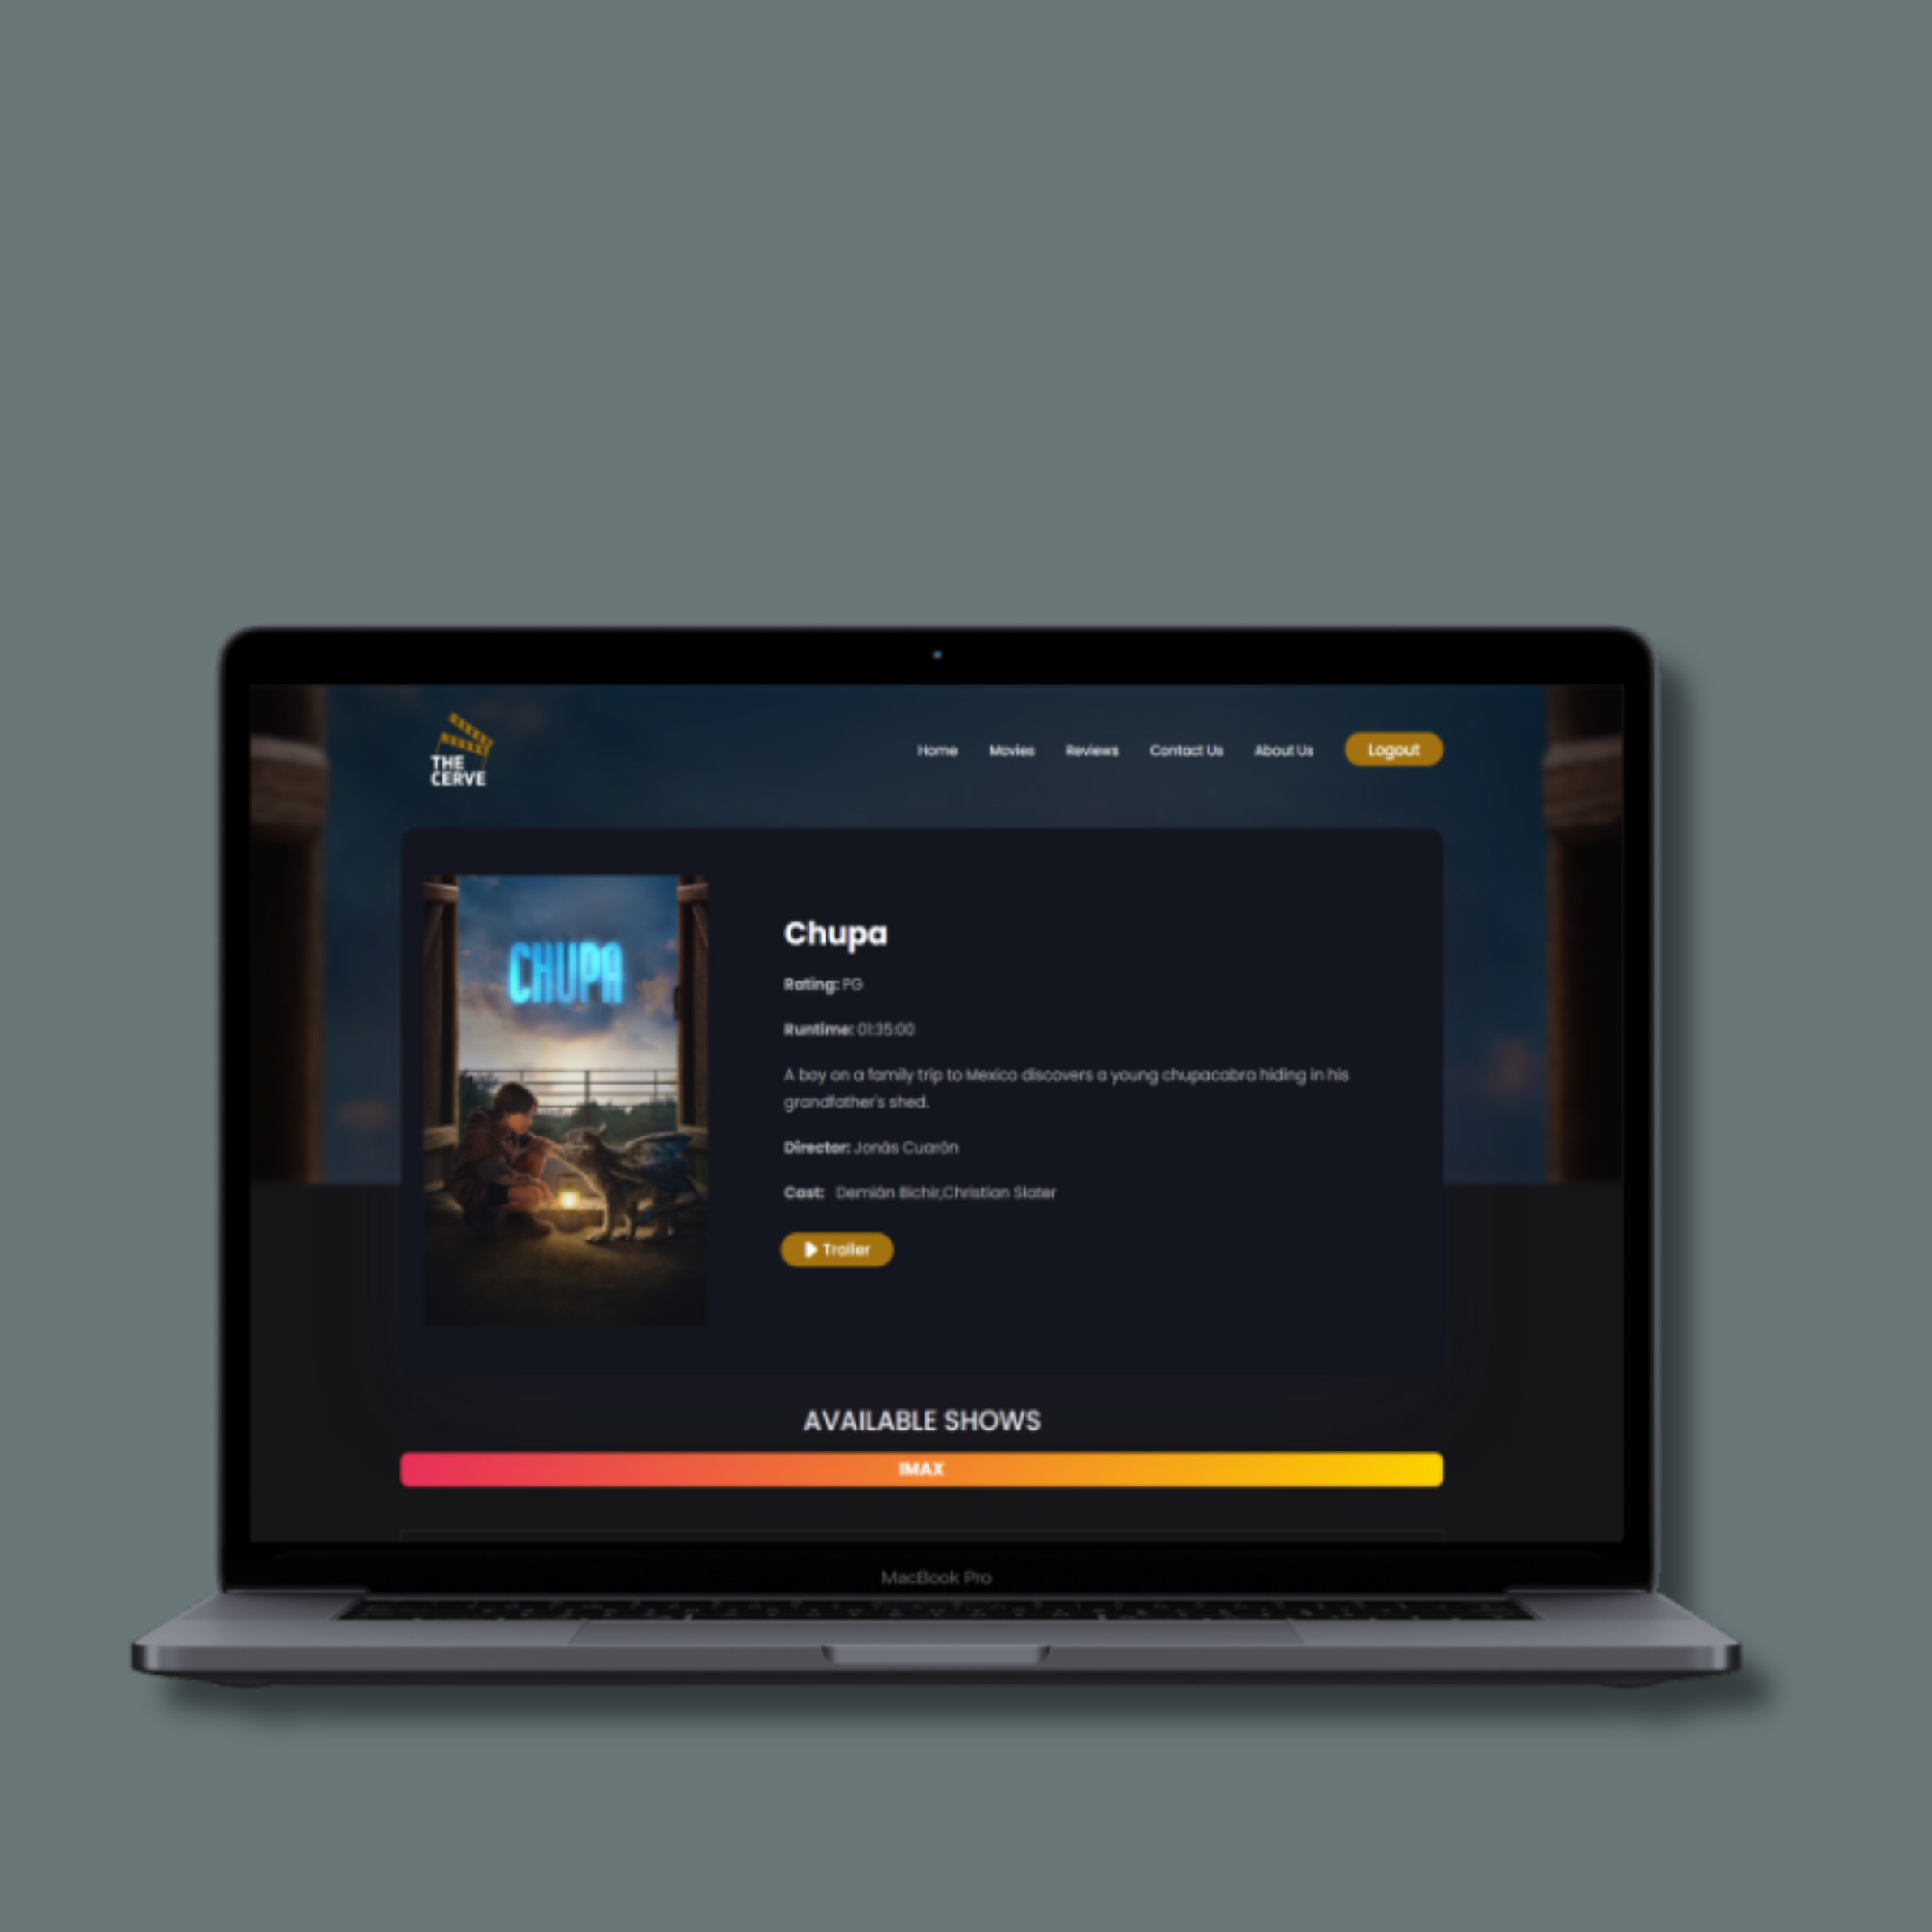 THE
CERVE
Home Movies Reviews Contact Us About Us Logout
CHUPA
Chupa
Rating: PG
Runtime: 01:35:00
A boy on a family trip to Mexico discovers a young chupacabra hiding in his
grandfather's shed.
Director: Jonás Cuarón
Cast: Demián Bichir,Christian Slater
Trailer
AVAILABLE SHOWS
IMAX
MacBook Pro